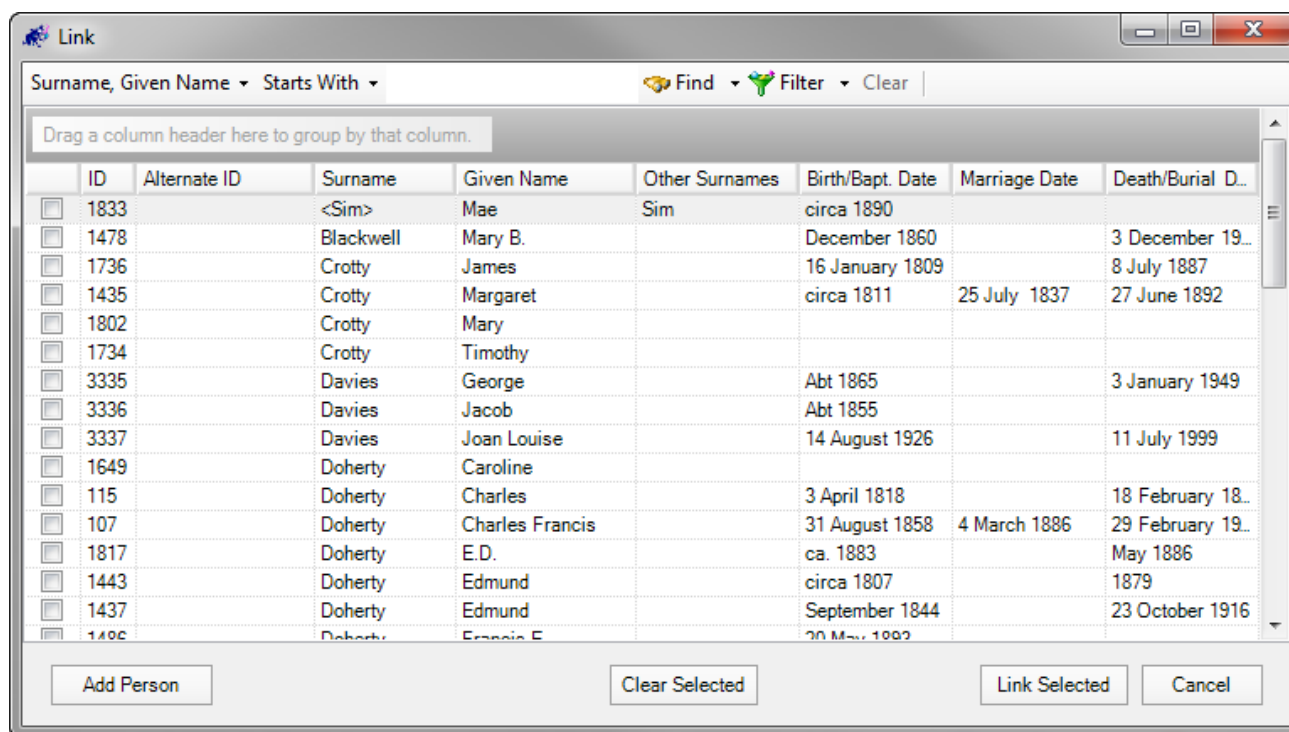 Link
Surname, Given Name Starts With Find Filter Clear
Drag a column header here to group by that column.
ID Alternate ID Surname Given Name Other Surnames Birth/Bapt. Date Marriage Date Death/Burial D...
1833 <Sim> Mae Sim circa 1890
1478 Blackwell Mary B. December 1860 3 December 19...
1736 Crotty James 16 January 1809 8 July 1887
1435 Crotty Margaret circa 1811 25 July 1837 27 June 1892
1802 Crotty Mary
1734 Crotty Timothy
3335 Davies George Abt 1865 3 January 1949
3336 Davies Jacob Abt 1855
3337 Davies Joan Louise 14 August 1926 11 July 1999
1649 Doherty Caroline
115 Doherty Charles 3 April 1818 18 February 18...
107 Doherty Charles Francis 31 August 1858 4 March 1886 29 February 19...
1817 Doherty E.D. ca. 1883 May 1886
1443 Doherty Edmund circa 1807 1879
1437 Doherty Edmund September 1844 23 October 1916
1486 Doherty Francis 20 May
Add Person Clear Selected Link Selected Cancel